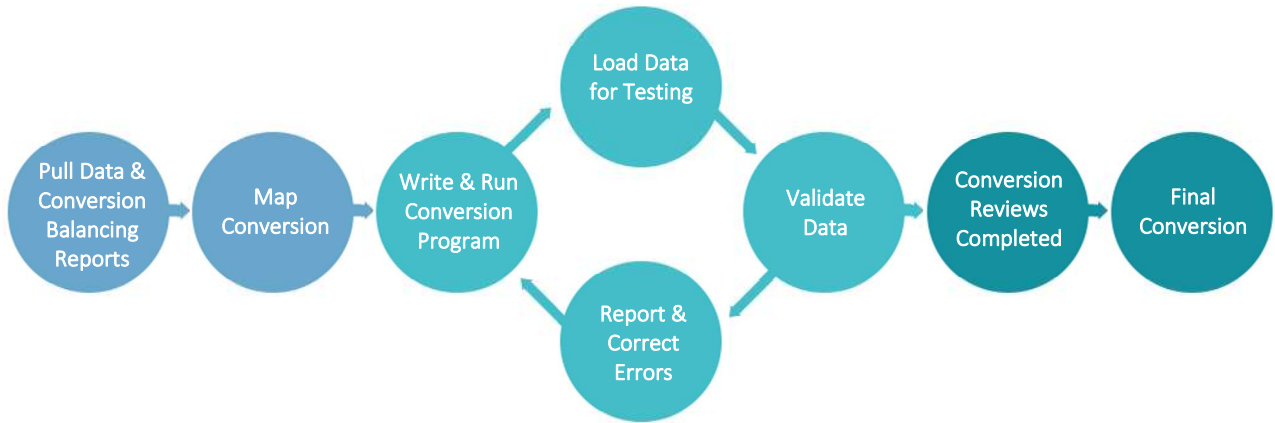 Pull Data &
Conversion
Balancing
Reports
Map
Conversion
Write & Run
Conversion
Program
Load Data
for Testing
Validate
Data
Report &
Correct
Errors
Conversion
Reviews
Completed
Final
Conversion